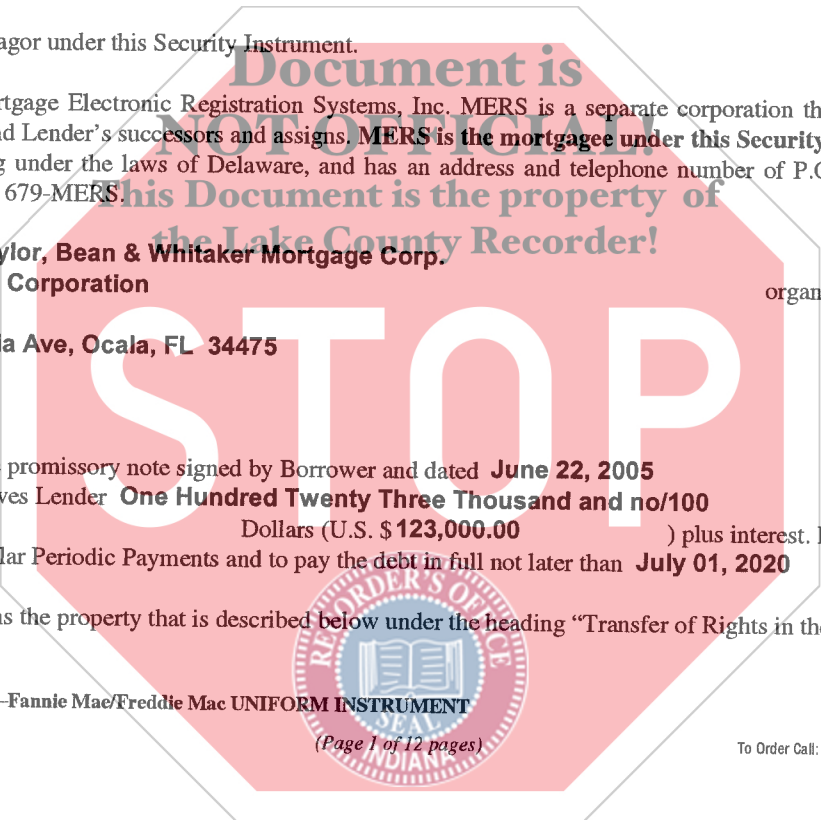 agor under this Security Instrument.
Document is
rtgage Electronic Registration Systems, Inc. MERS is a separate corporation th
NOT OFFICIAL!
nd Lender's successors and assigns. MERS is the mortgagee under this Security
g under the laws of Delaware, and has an address and telephone number of P.O
679-MERS.
This Document is the property of
the Lake County Recorder!
ylor, Bean & Whitaker Mortgage Corp.
Corporation
organ
ia Ave, Ocala, FL 34475
STOP
promissory note signed by Borrower and dated June 22, 2005
ves Lender One Hundred Twenty Three Thousand and no/100
Dollars (U.S. $ 123,000.00 ) plus interest.
lar Periodic Payments and to pay the debt in full not later than July 01, 2020
RECORDER'S OFFICE
as the property that is described below under the heading “Transfer of Rights in the
–Fannie Mae/Freddie Mac UNIFORM INSTRUMENT
SEAL
INDIANA
(Page 1 of 12 pages)
To Order Call: